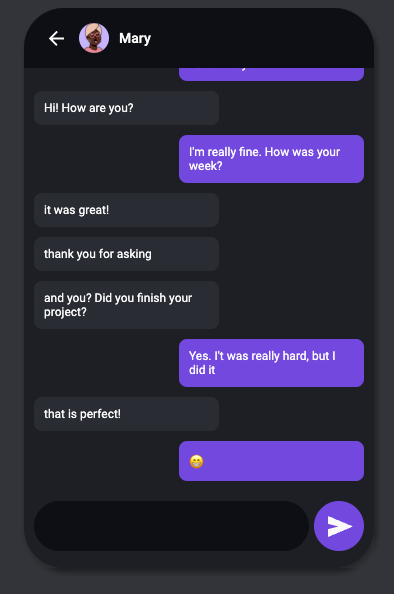 Mary
Hi! How are you?
I'm really fine. How was your
week?
it was great!
thank you for asking
and you? Did you finish your
project?
Yes. I't was really hard, but I
did it
that is perfect!
😁